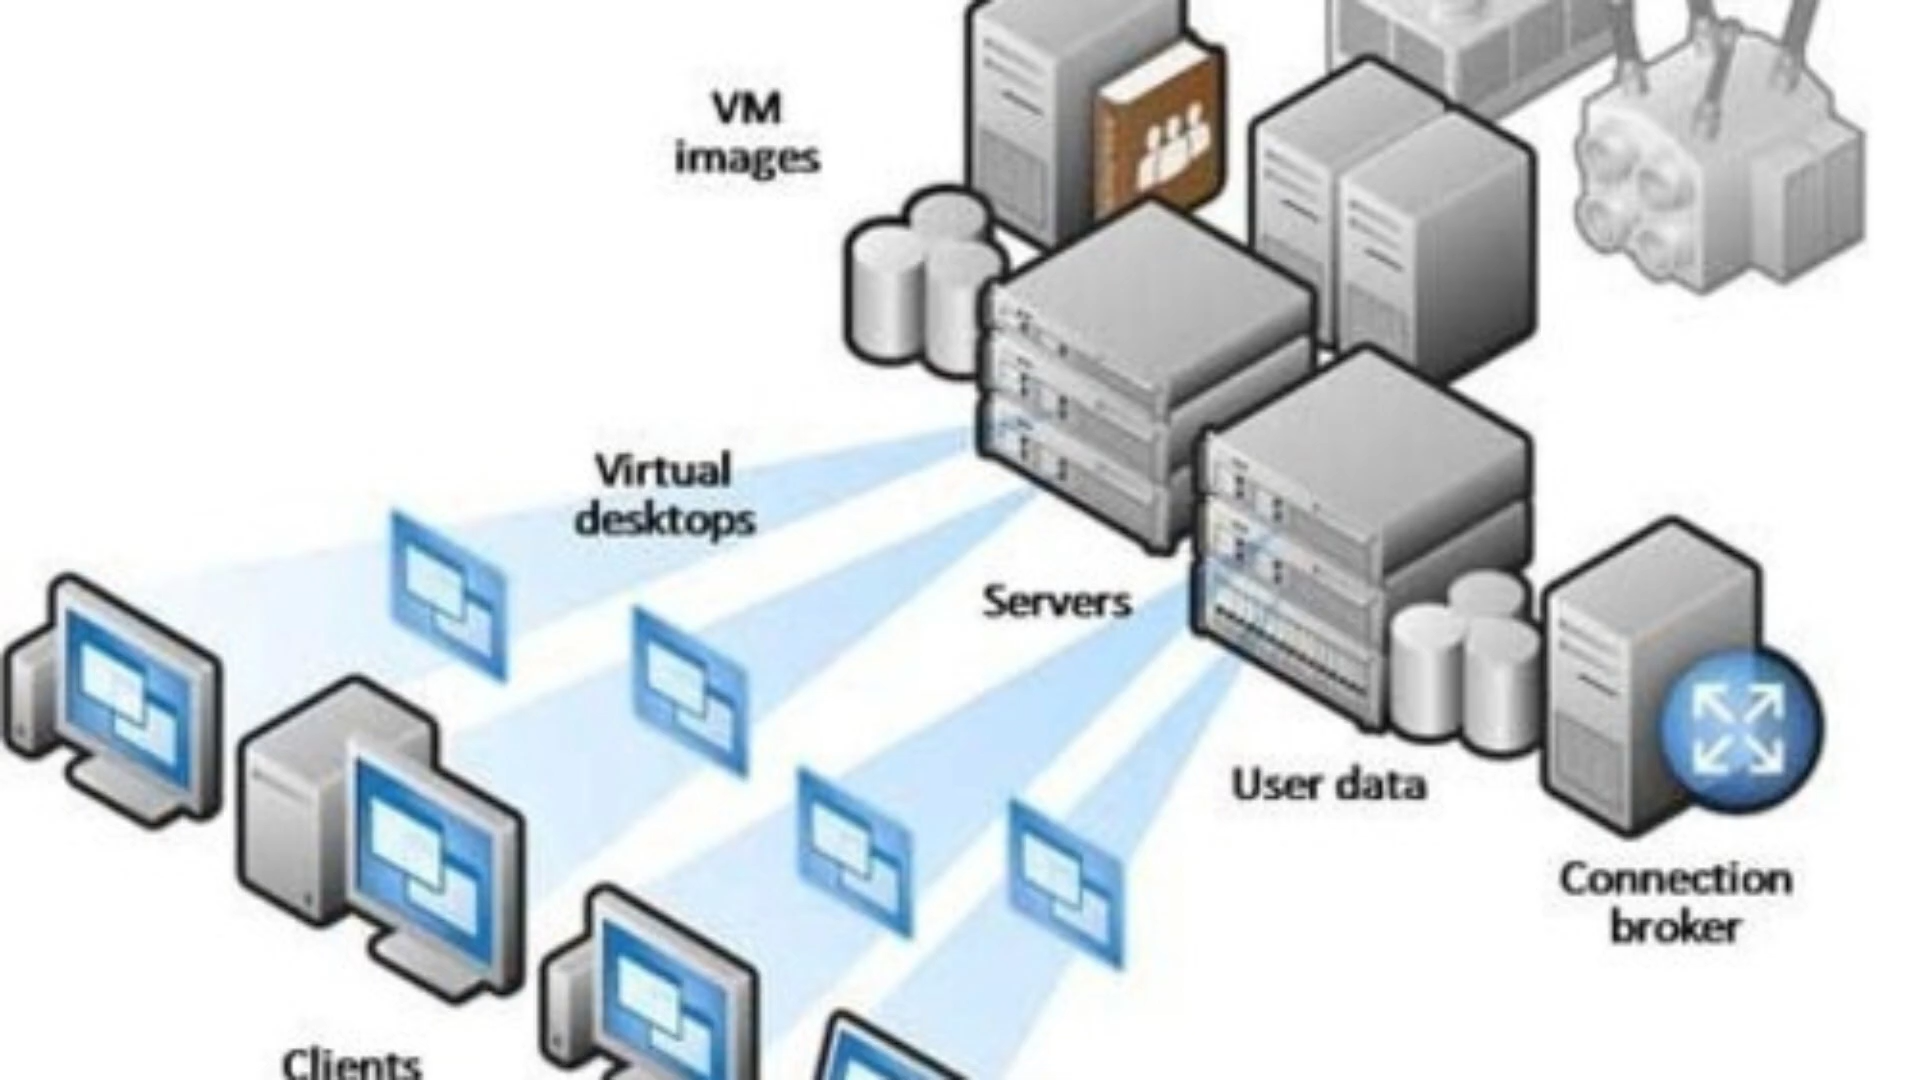 VM
images
Virtual
desktops
Servers
User data
Connection
broker
Clients